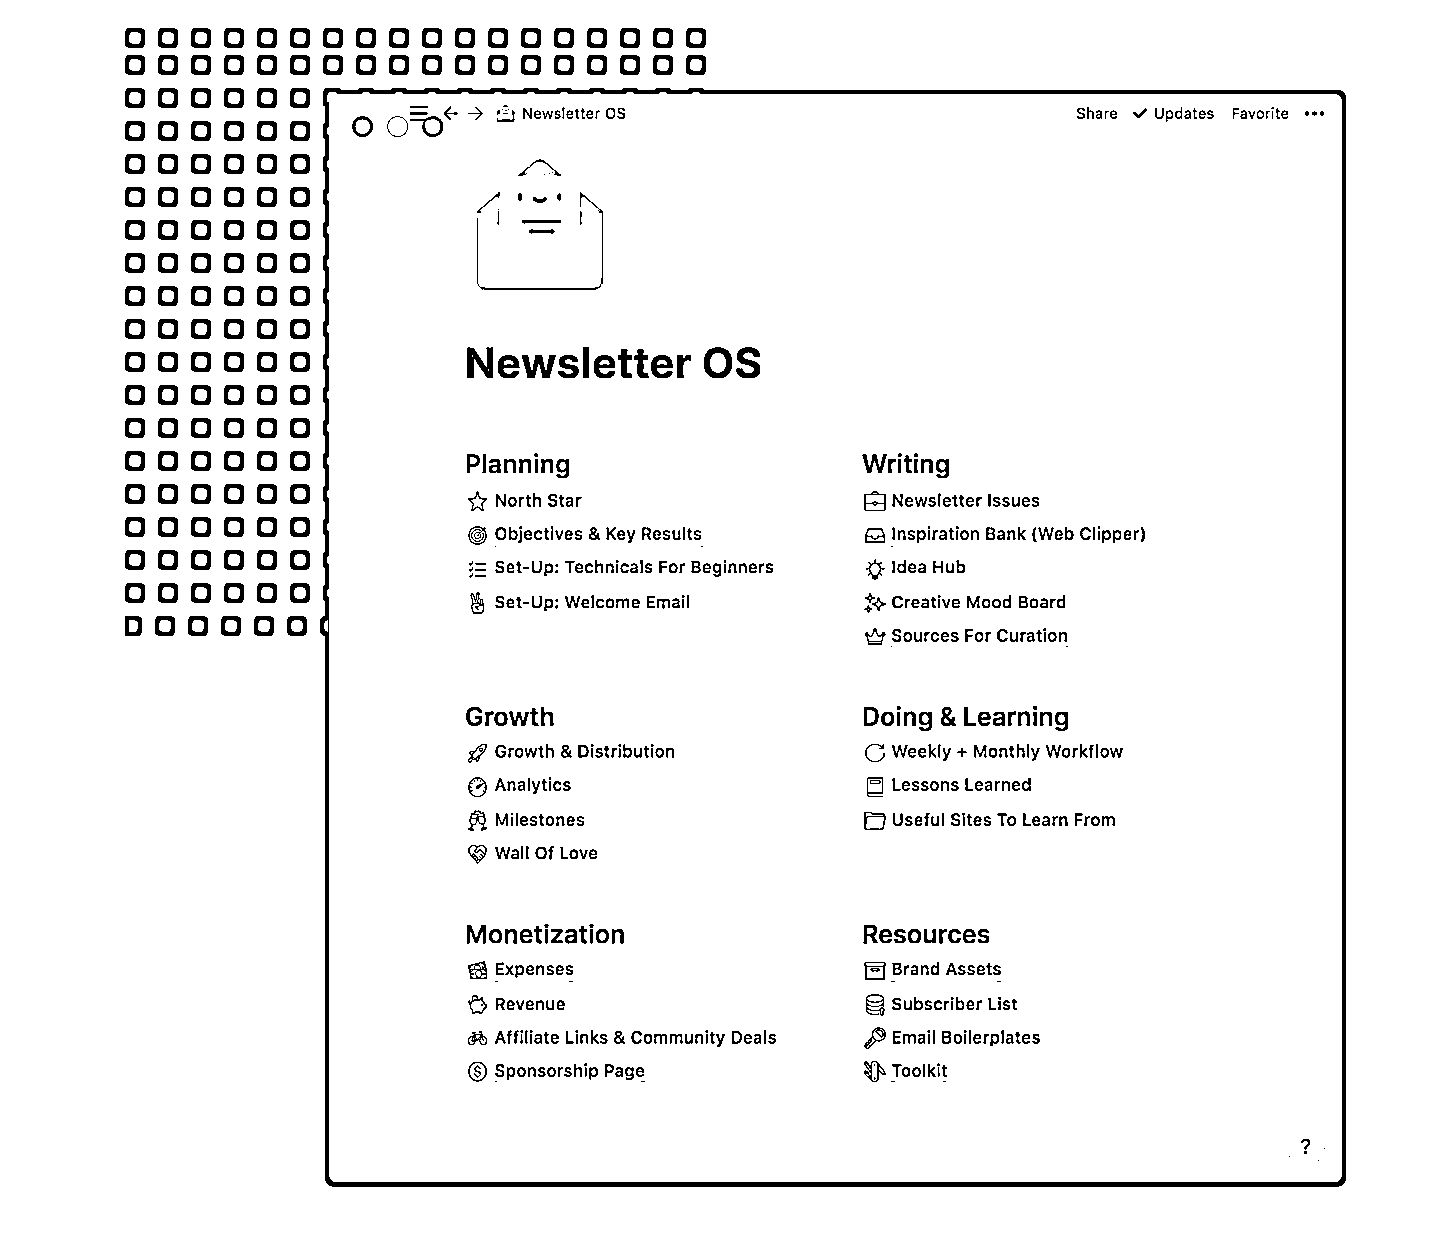 Newsletter OS
Share ✓ Updates Favorite •••
Newsletter OS
Planning
North Star
Objectives & Key Results
Set-Up: Technicals For Beginners
Set-Up: Welcome Email
Writing
Newsletter Issues
Inspiration Bank (Web Clipper)
Idea Hub
Creative Mood Board
Sources For Curation
Growth
Growth & Distribution
Analytics
Milestones
Wall Of Love
Doing & Learning
Weekly + Monthly Workflow
Lessons Learned
Useful Sites To Learn From
Monetization
Expenses
Revenue
Affiliate Links & Community Deals
Sponsorship Page
Resources
Brand Assets
Subscriber List
Email Boilerplates
Toolkit
?